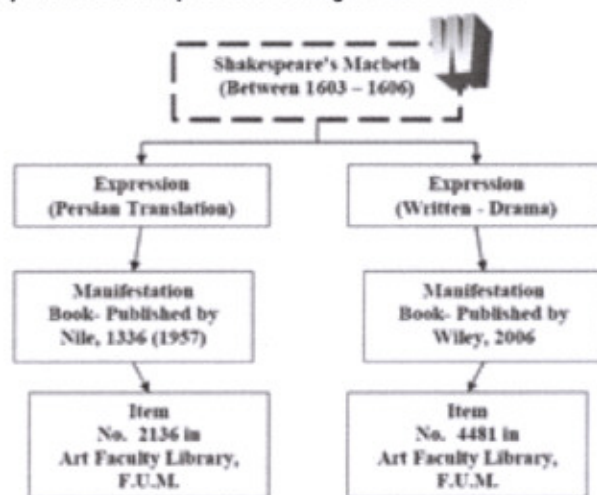 Shakespeare's Macbeth
(Between 1603 – 1606)
Expression
(Persian Translation)
Expression
(Written - Drama)
Manifestation
Book- Published by
Nile, 1336 (1957)
Manifestation
Book- Published by
Wiley, 2006
Item
No. 2136 in
Art Faculty Library,
F.U.M.
Item
No. 4481 in
Art Faculty Library,
F.U.M.